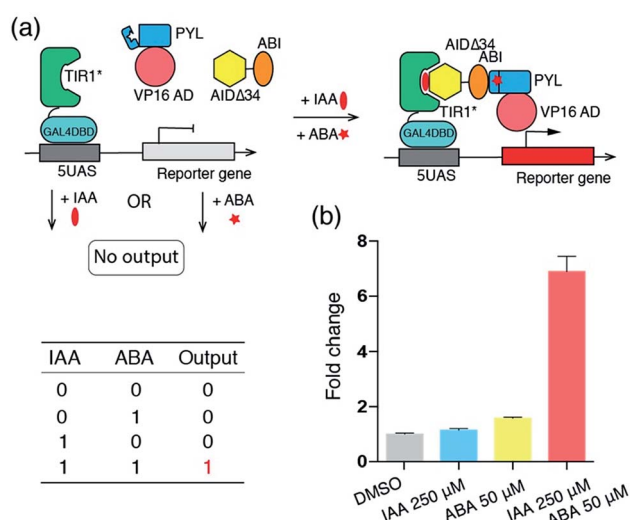 (a)
TIR1*
GAL4DBD
5UAS
PYL
VP16 AD
ABI
AIDΔ34
Reporter gene
+ IAA
+ ABA
AIDΔ34
ABI
PYL
TIR1*
VP16 AD
GAL4DBD
5UAS
Reporter gene
+ IAA
OR
+ ABA
No output
IAA ABA Output
0 0 0
0 1 0
1 0 0
1 1 1
(b)
Fold change
8
6
4
2
0
DMSO
IAA 250 μM
ABA 50 μM
IAA 250 μM
ABA 50 μM